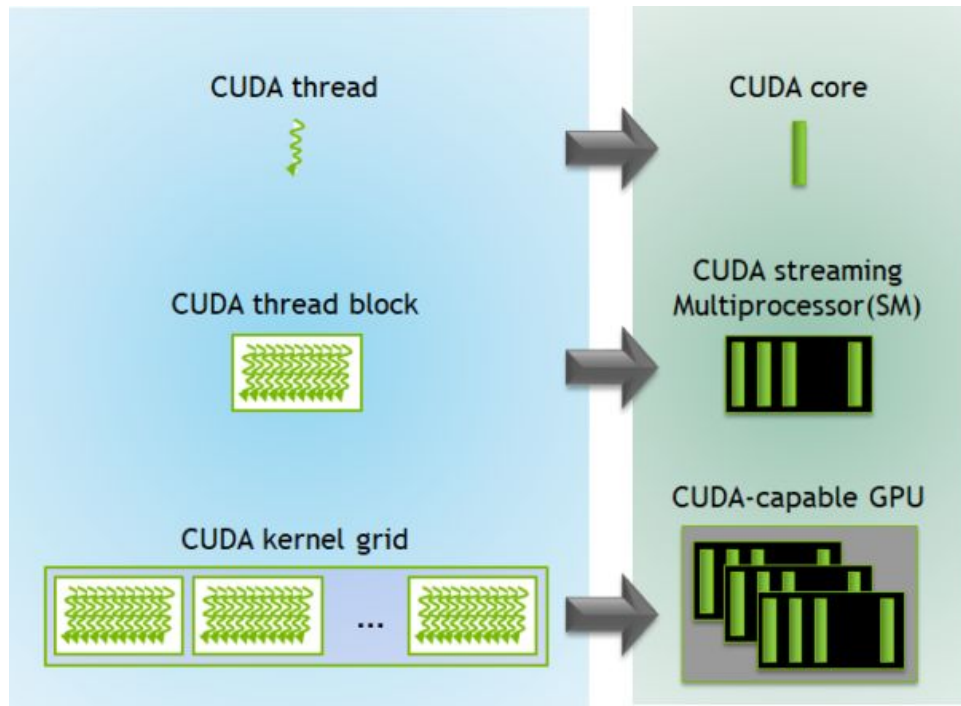 CUDA thread
CUDA core
CUDA thread block
CUDA streaming
Multiprocessor(SM)
CUDA kernel grid
...
CUDA-capable GPU